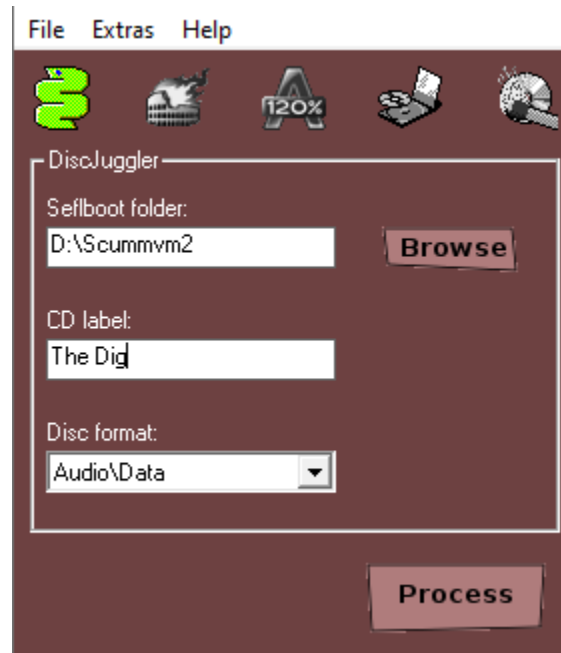 File Extras Help
120%
DiscJuggler
Seflboot folder:
D:\Scummvm2
Browse
CD label:
The Dig
Disc format:
Audio\Data
Process